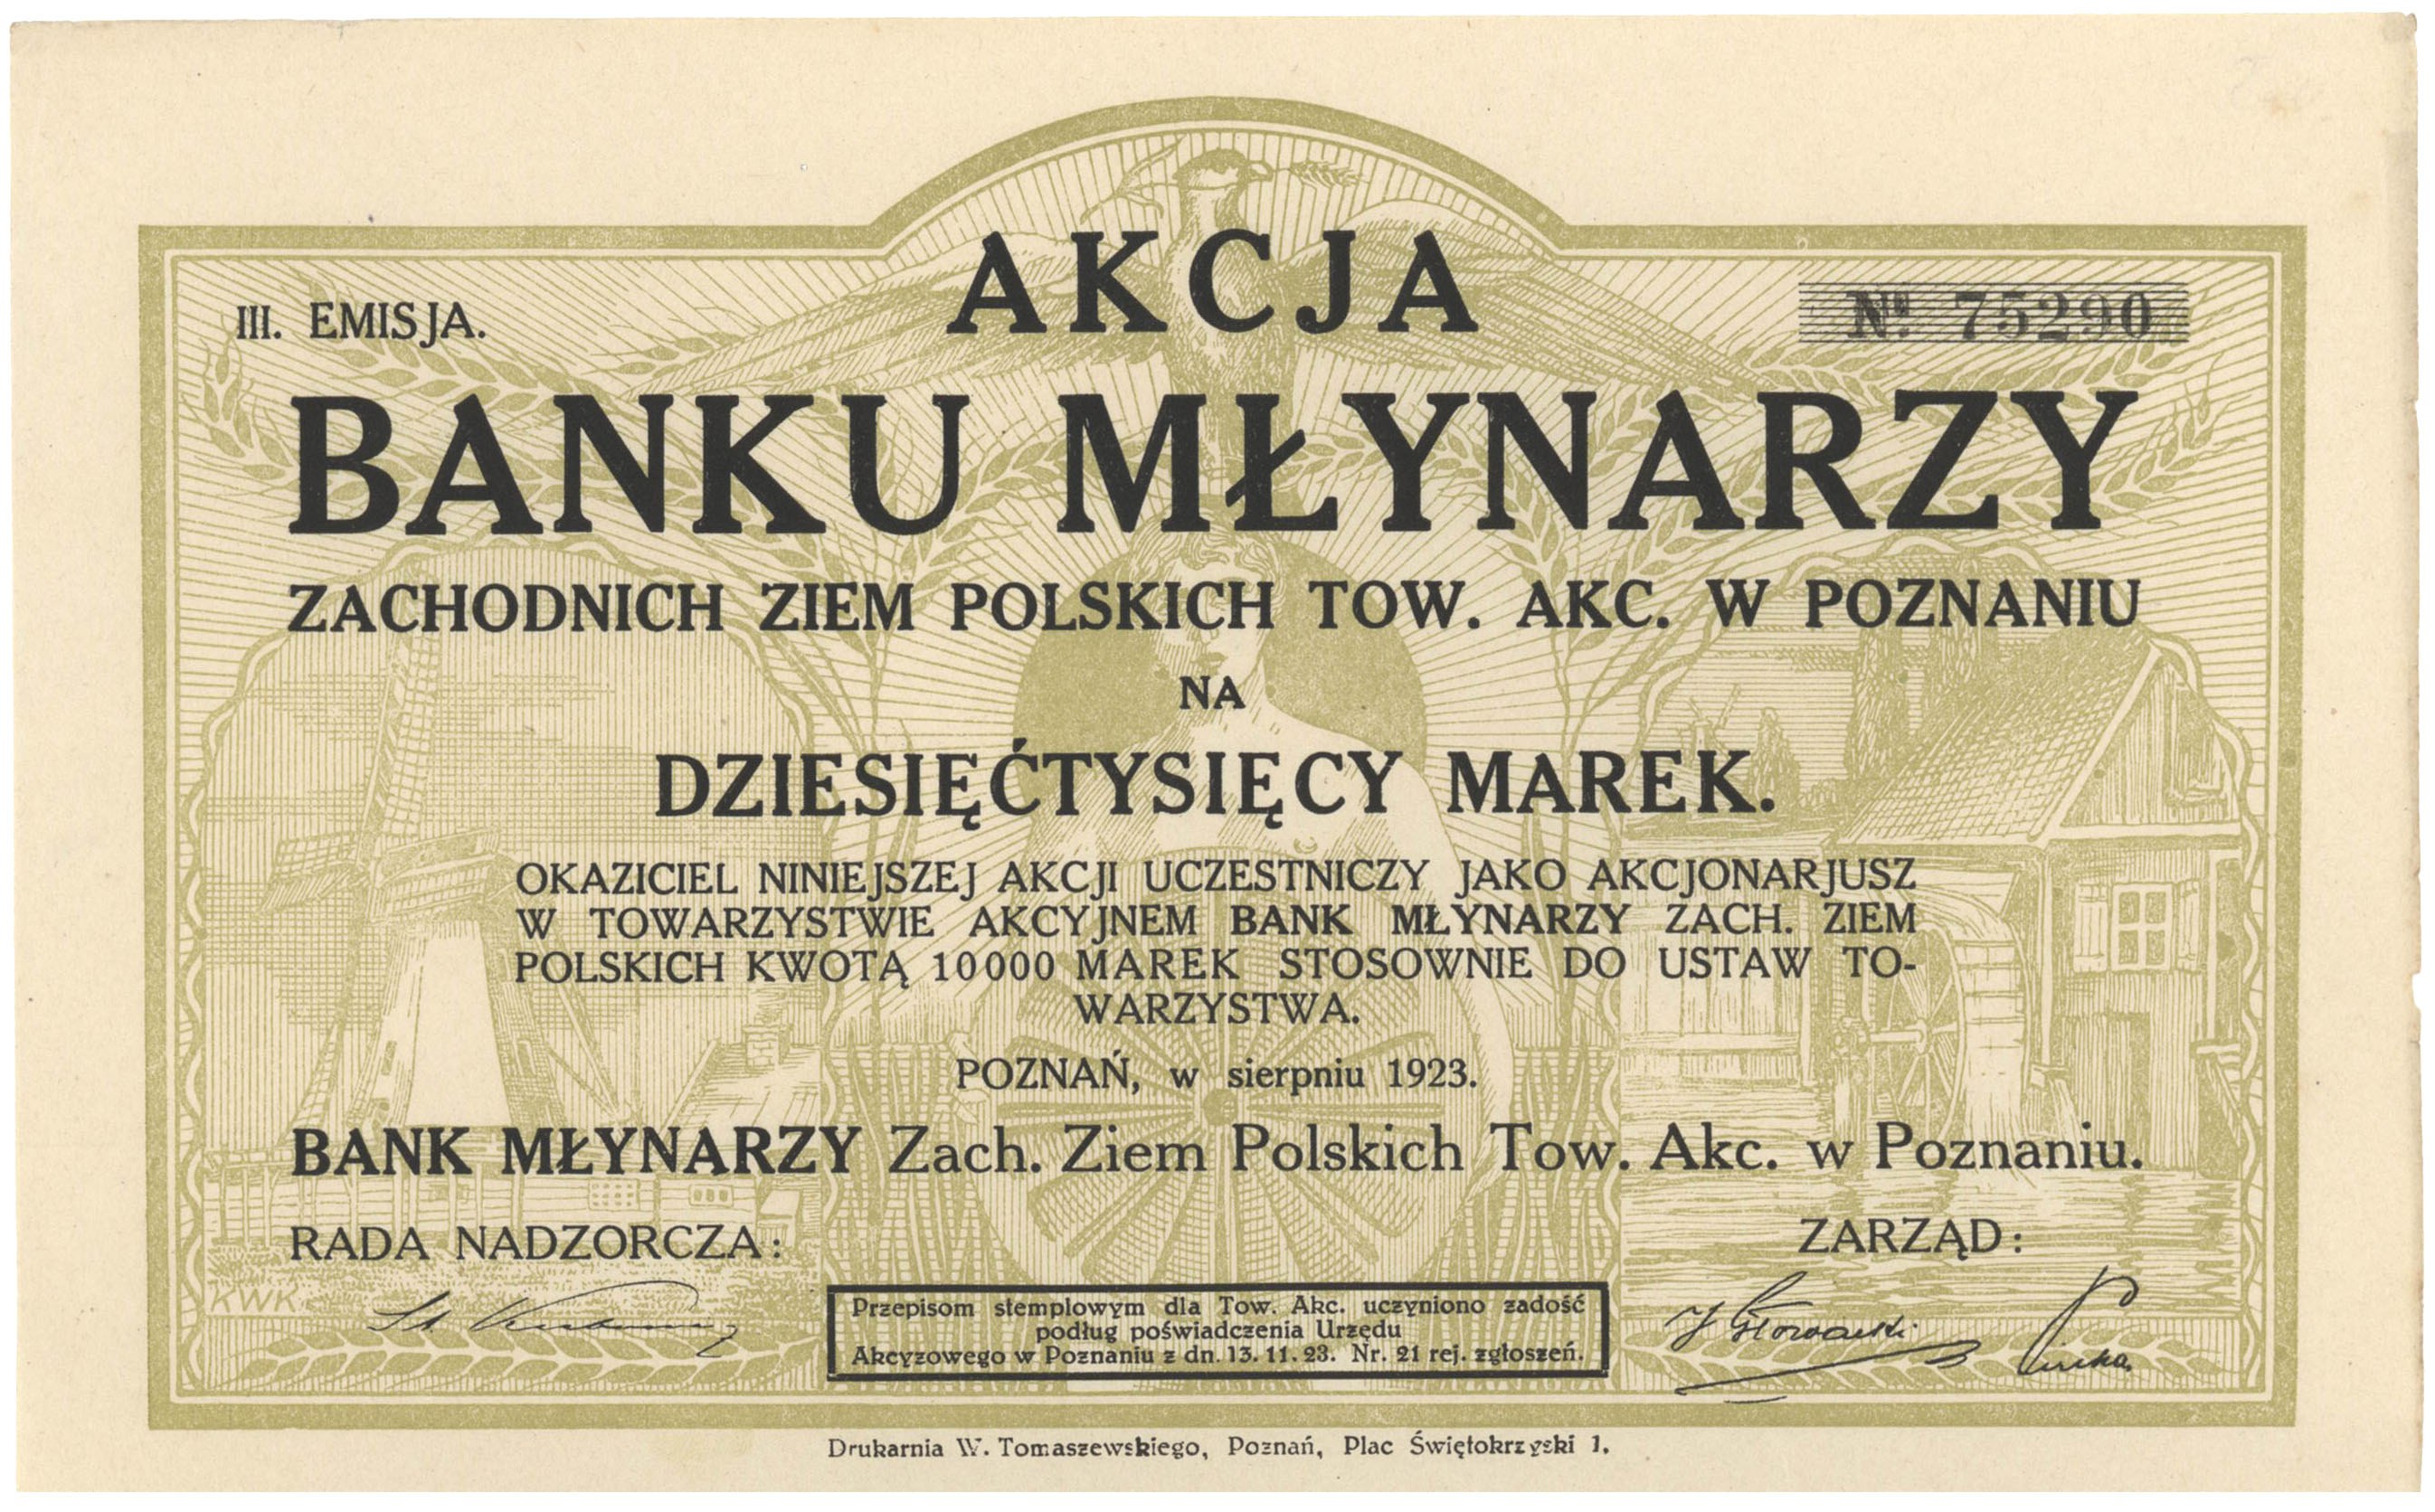 AKCJA
III. EMISJA.
Nº 75290
BANKU MŁYNARZY
ZACHODNICH ZIEM POLSKICH TOW. AKC. W POZNANIU
NA
DZIESIĘĆTYSIĘCY MAREK.
OKAZICIEL NINIEJSZEJ AKCJI UCZESTNICZY JAKO AKCJONARJUSZ
W TOWARZYSTWIE AKCYJNEM BANK MŁYNARZY ZACH. ZIEM
POLSKICH KWOTĄ 10000 MAREK STOSOWNIE DO USTAW TO-
WARZYSTWA.
POZNAŃ, w sierpniu 1923.
BANK MŁYNARZY Zach. Ziem Polskich Tow. Akc. w Poznaniu.
RADA NADZORCZA:
ZARZĄD:
KWK
Przepisom stemplowym dla Tow. Akc. uczyniono zadość
podług poświadczenia Urzędu
Akcyzowego w Poznaniu z dn. 13. 11. 23. Nr. 21 rej. zgłoszeń.
Drukarnia W. Tomaszewskiego, Poznań, Plac Świętokrzyski 1.